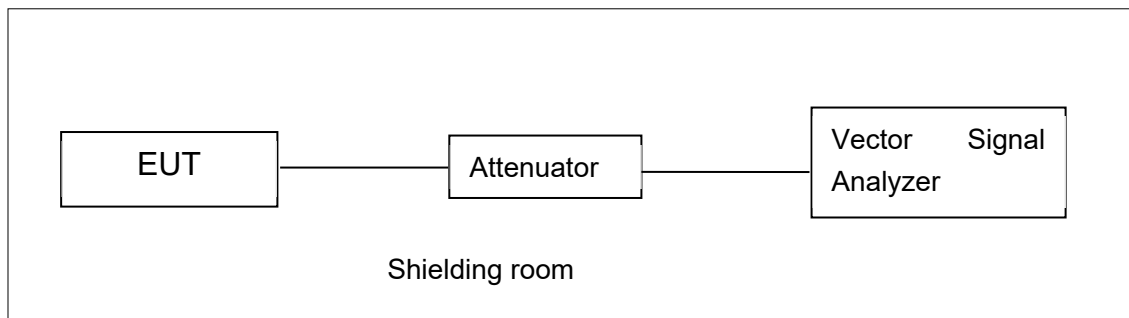 EUT
Attenuator
Vector Signal
Analyzer
Shielding room